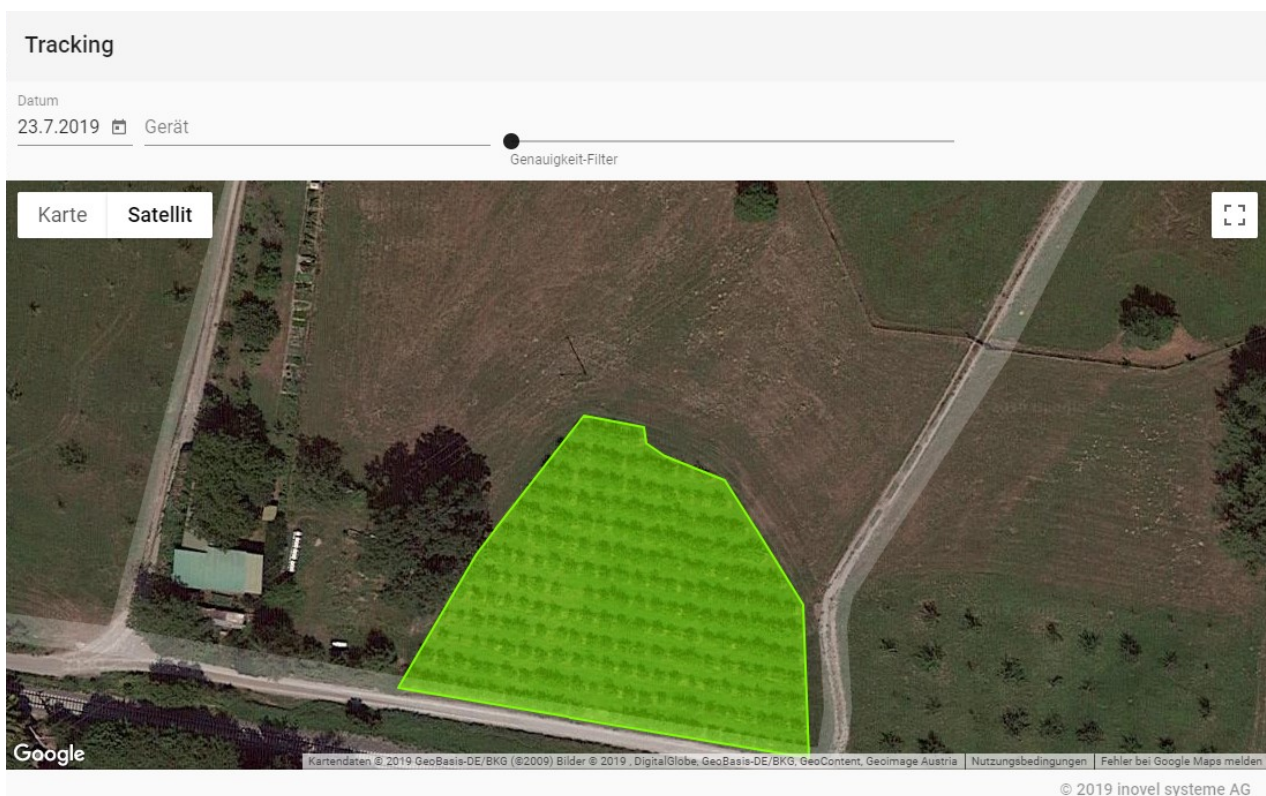 Tracking
Datum
23.7.2019 Gerät
Genauigkeit-Filter
Karte Satellit
Google
Kartendaten © 2019 GeoBasis-DE/BKG (©2009) Bilder © 2019 , DigitalGlobe, GeoBasis-DE/BKG, GeoContent, Geoimage Austria Nutzungsbedingungen Fehler bei Google Maps melden
© 2019 inovel systeme AG